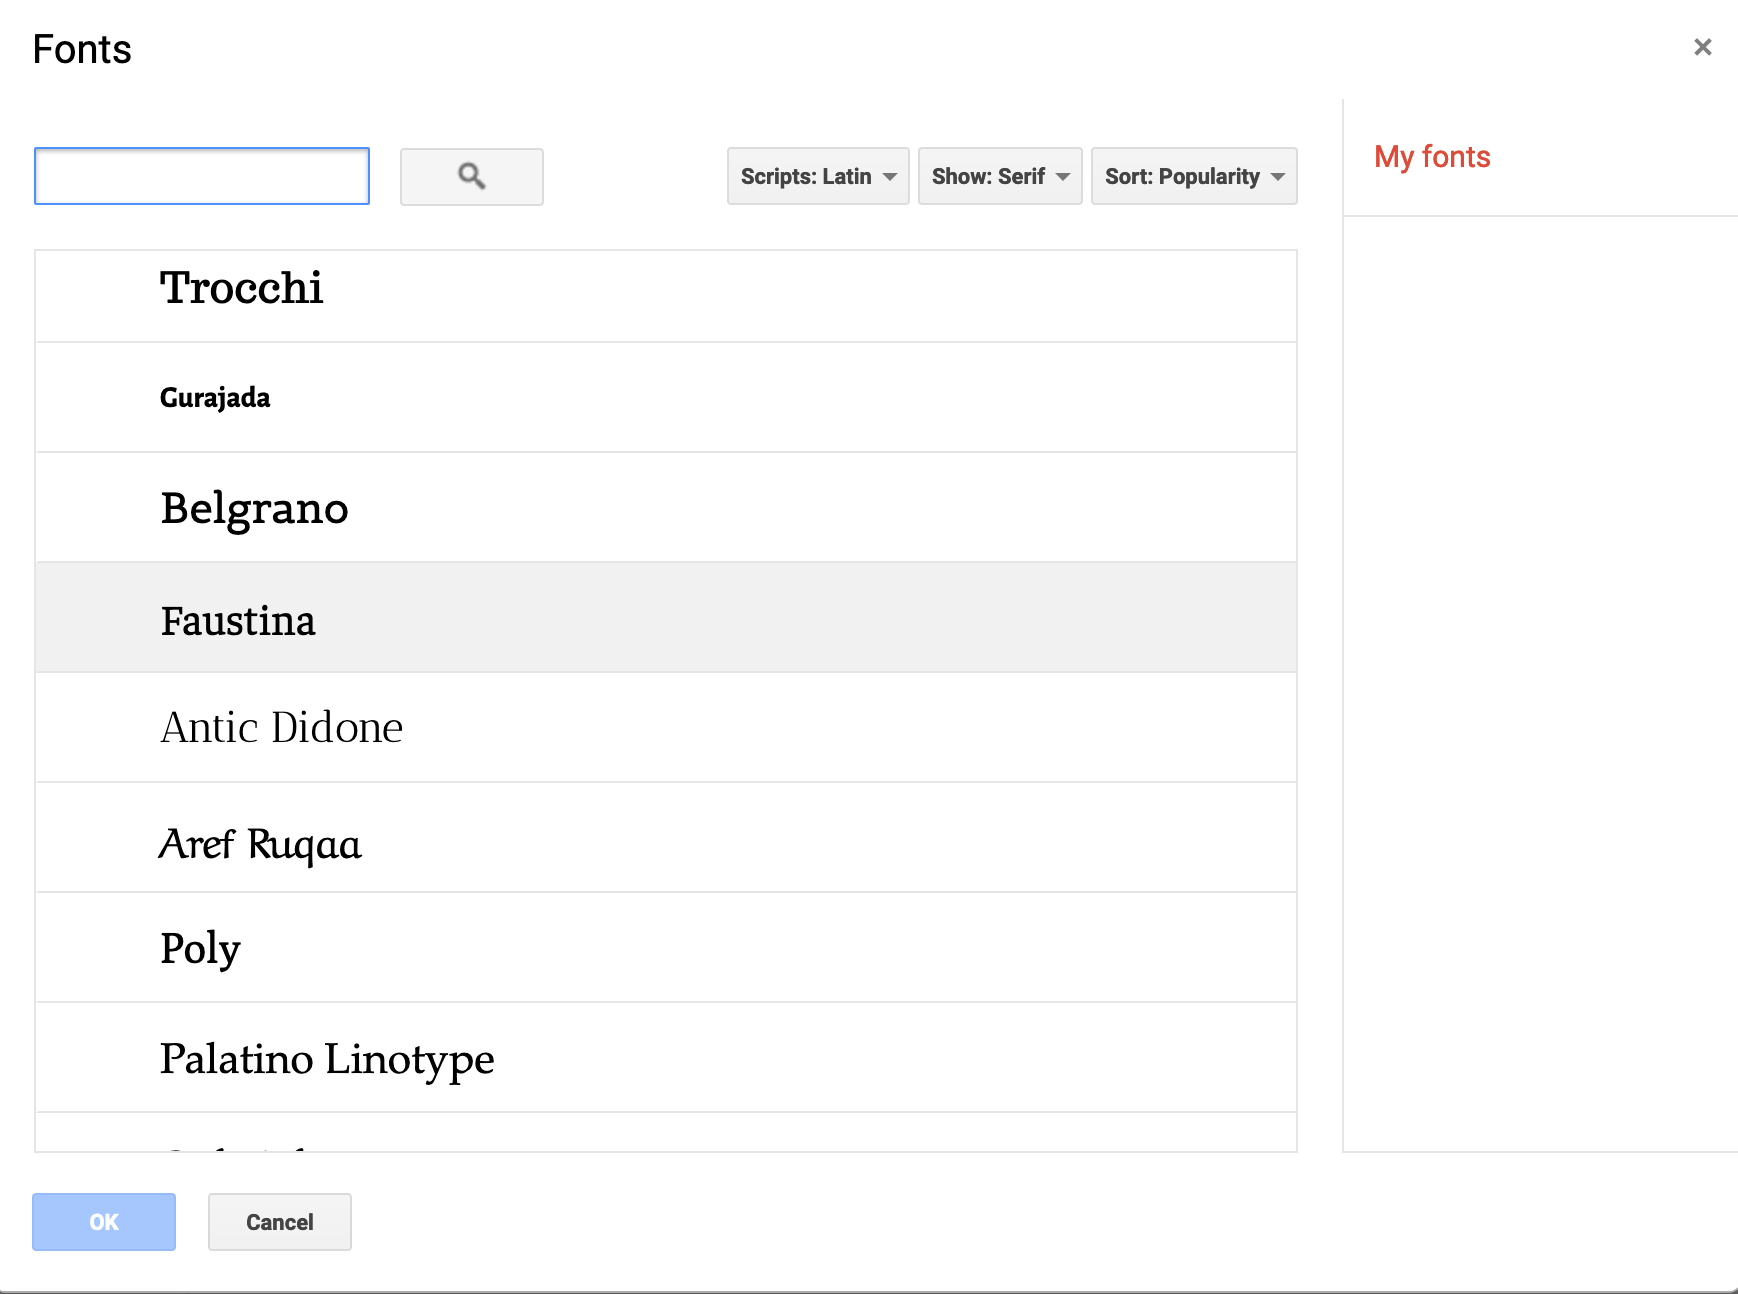 Fonts
Scripts: Latin
Show: Serif
Sort: Popularity
My fonts
Trocchi
Gurajada
Belgrano
Faustina
Antic Didone
Aref Ruqaa
Poly
Palatino Linotype
OK
Cancel